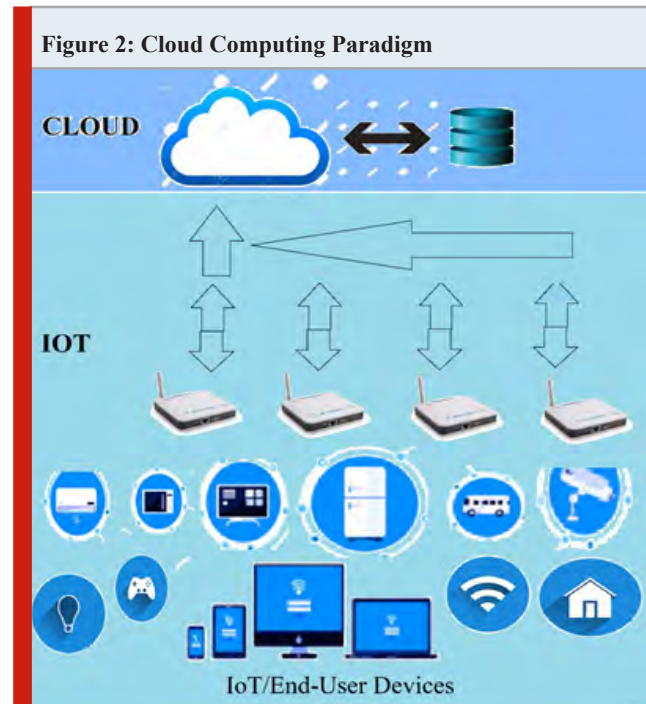 Figure 2: Cloud Computing Paradigm
CLOUD
IOT
IoT/End-User Devices